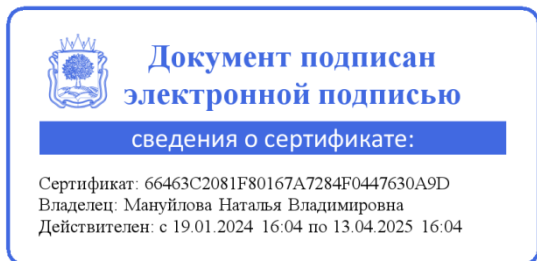 Документ подписан
электронной подписью
сведения о сертификате:
Сертификат: 66463C2081F80167A7284F0447630A9D
Владелец: Мануйлова Наталья Владимировна
Действителен: с 19.01.2024 16:04 по 13.04.2025 16:04